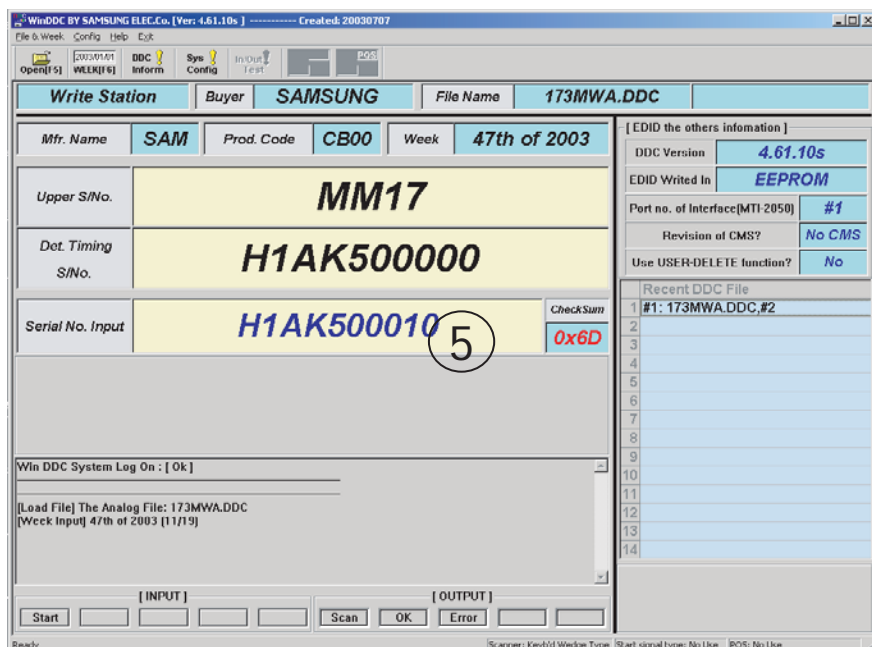 WinDDC BY SAMSUNG ELEC.Co. [Ver: 4.61.10s ] ---------- Created: 20030707
File & Week Config Help Exit
2003/01/01 DDC Sys In/Out POS
Open[F5] WEEK[F6] Inform Config Test
Write Station Buyer SAMSUNG File Name 173MWA.DDC
Mfr. Name SAM Prod. Code CB00 Week 47th of 2003
Upper S/No. MM17
Det. Timing S/No. H1AK500000
Serial No. Input H1AK500010 5
CheckSum
0x6D
[ EDID the others infomation ]
DDC Version 4.61.10s
EDID Writed In EEPROM
Port no. of Interface(MTI-2050) #1
Revision of CMS? No CMS
Use USER-DELETE function? No
Recent DDC File
1 #1: 173MWA.DDC,#2
2
3
4
5
6
7
8
9
10
11
12
13
14
Win DDC System Log On : [ Ok ]
[Load File] The Analog File: 173MWA.DDC
[Week Input] 47th of 2003 (11/19)
[ INPUT ] [ OUTPUT ]
Start Scan OK Error
Ready Scanner: Keyb'd Wedge Type Start signal type: No Use POS: No Use